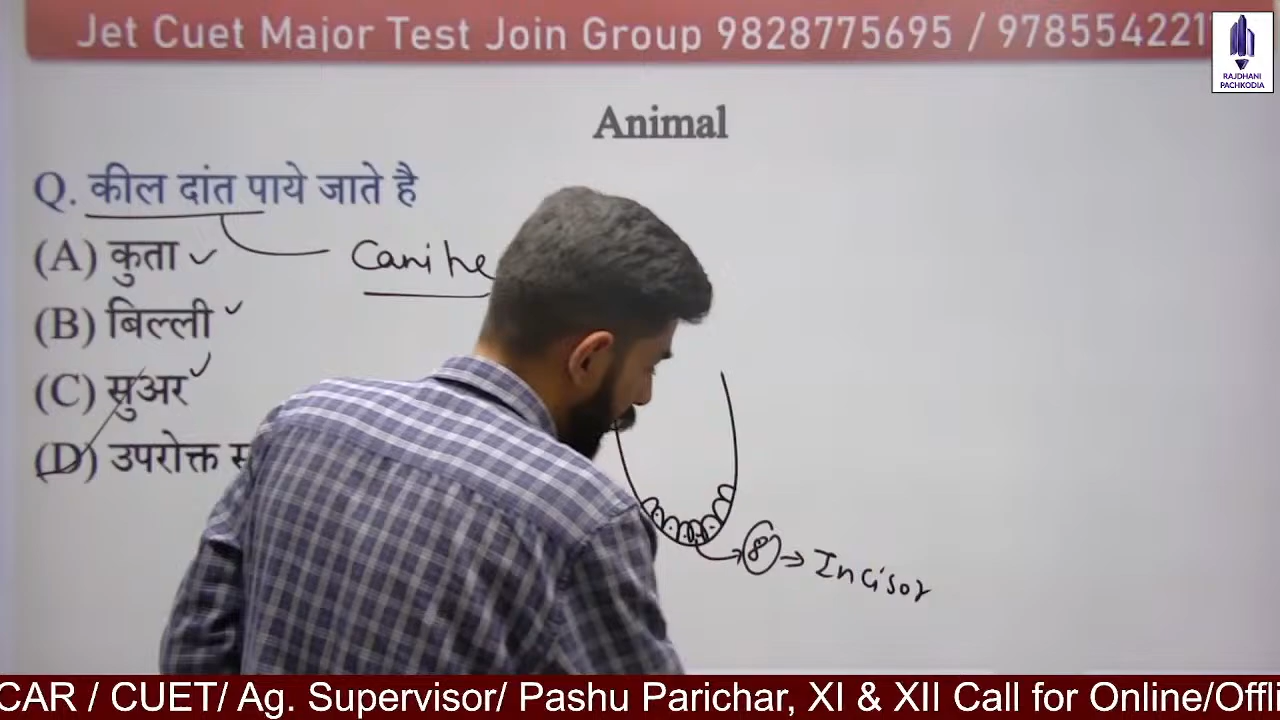 Jet Cuet Major Test Join Group 9828775695 / 978554221
RAJDHANI
PACHKODIA
Animal
Q. कील दांत पाये जाते है
(A) कुता
Canine
(B) बिल्ली
(C) सुअर
(D) उपरोक्त
8 → Incisor
CAR / CUET/ Ag. Supervisor/ Pashu Parichar, XI & XII Call for Online/Offli